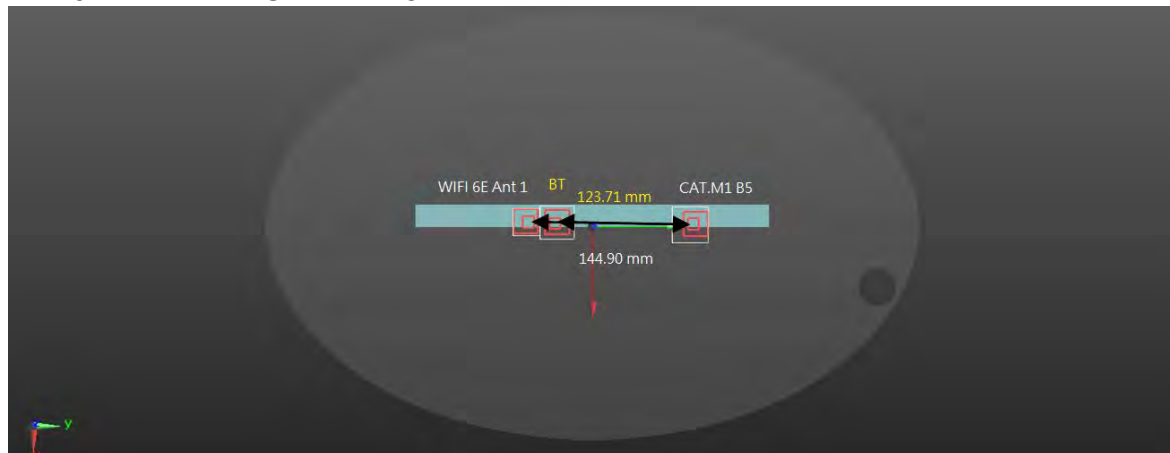 WIFI 6E Ant 1
BT
123.71 mm
CAT.M1 B5
144.90 mm
y